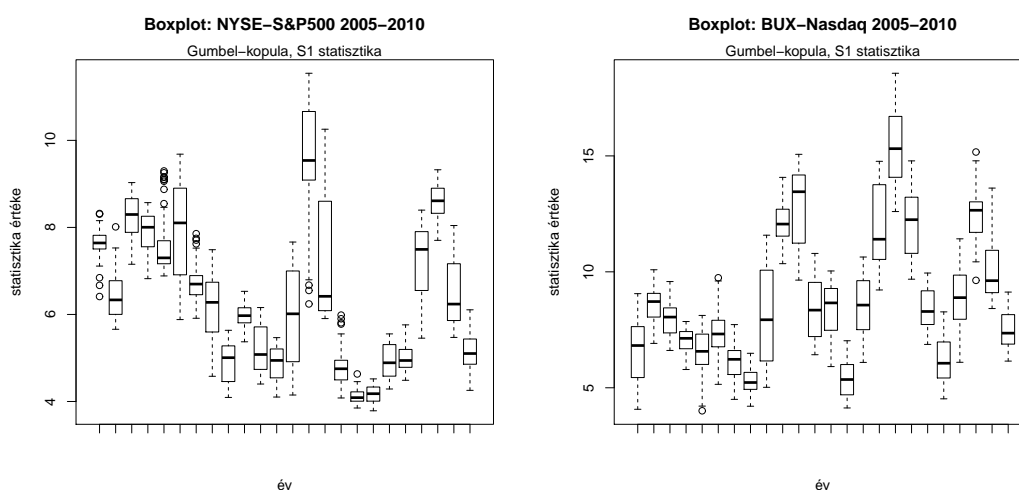 Boxplot: NYSE−S&P500 2005−2010
Gumbel−kopula, S1 statisztika
statisztika értéke
10
8
6
4
év
Boxplot: BUX−Nasdaq 2005−2010
Gumbel−kopula, S1 statisztika
statisztika értéke
15
10
5
év